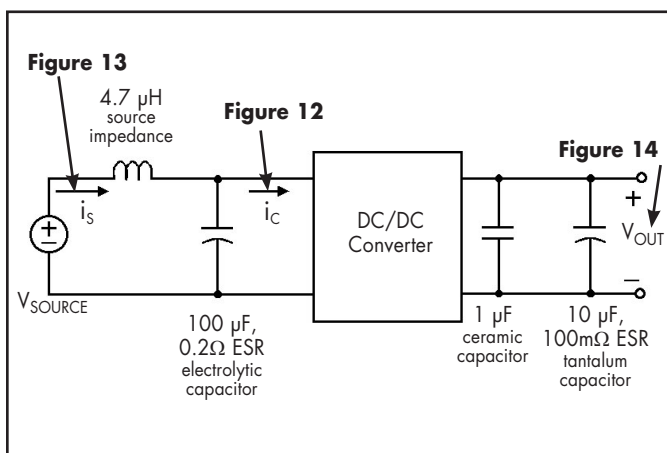 Figure 13
4.7 µH
source
impedance
Figure 12
Figure 14
i_S
i_C
DC/DC
Converter
+
V_OUT
–
+
–
V_SOURCE
100 µF,
0.2Ω ESR
electrolytic
capacitor
1 µF
ceramic
capacitor
10 µF,
100mΩ ESR
tantalum
capacitor